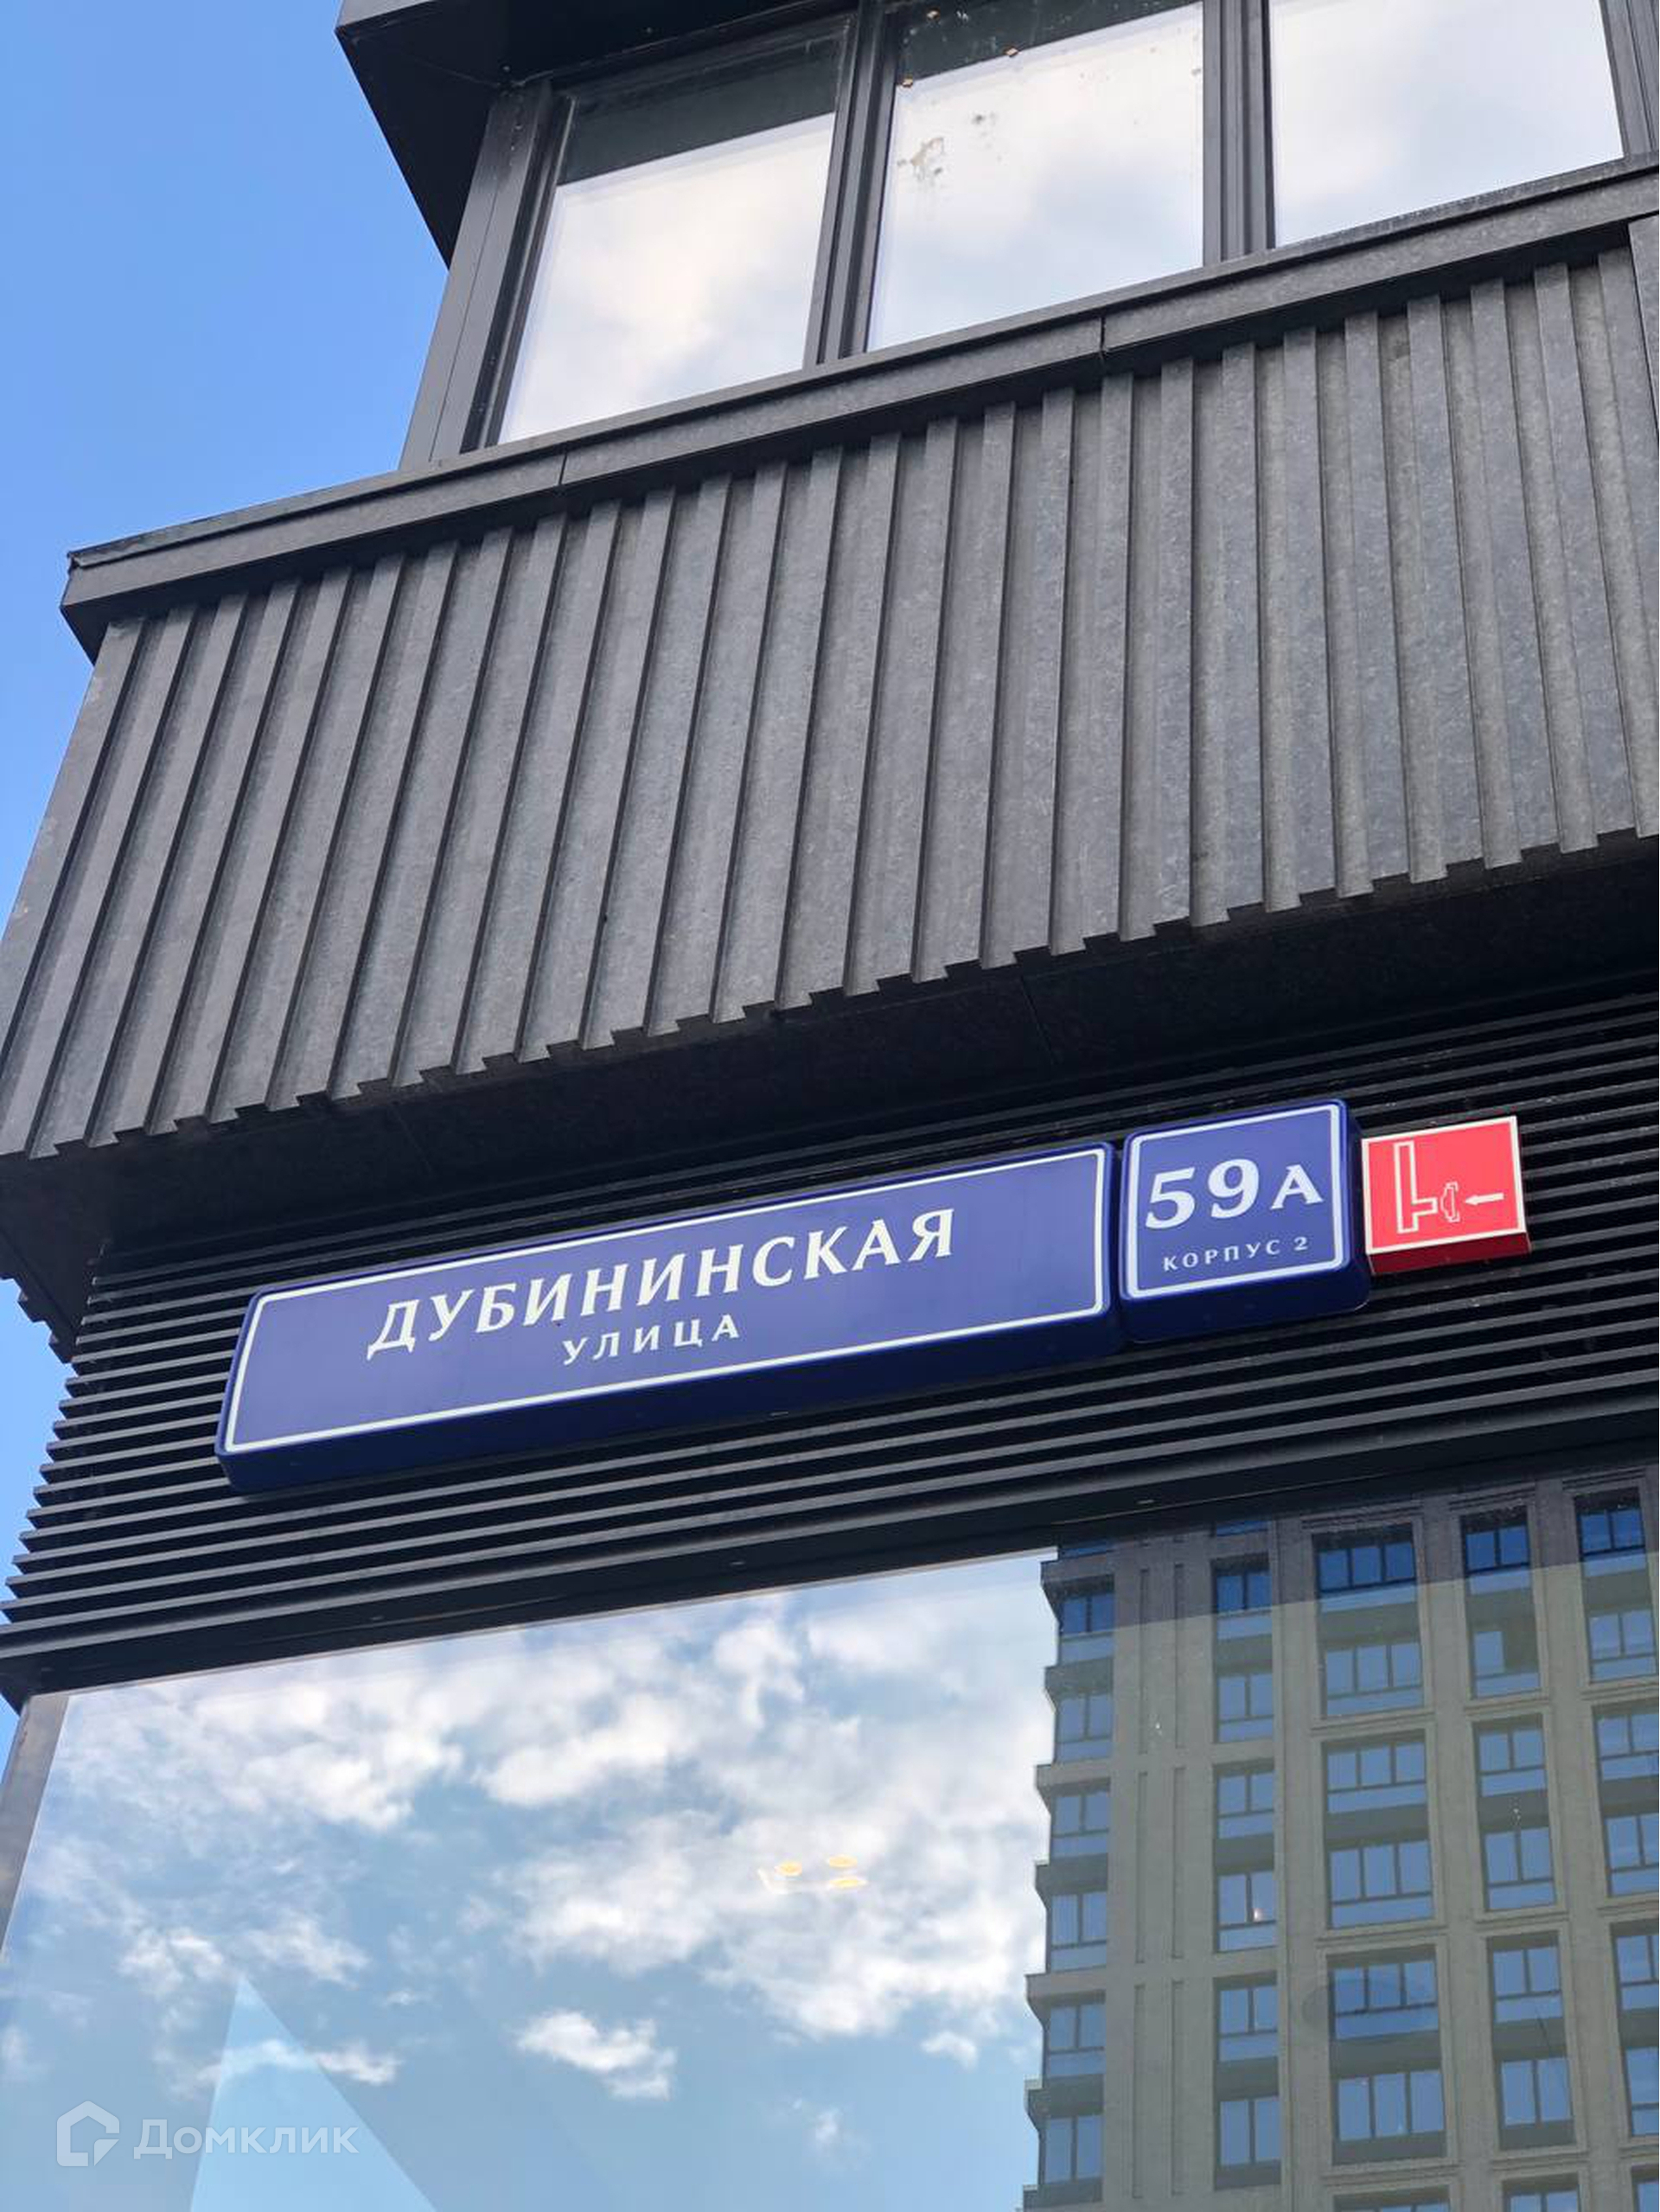 ДУБИНИНСКАЯ
УЛИЦА
59А
КОРПУС 2
Домклик